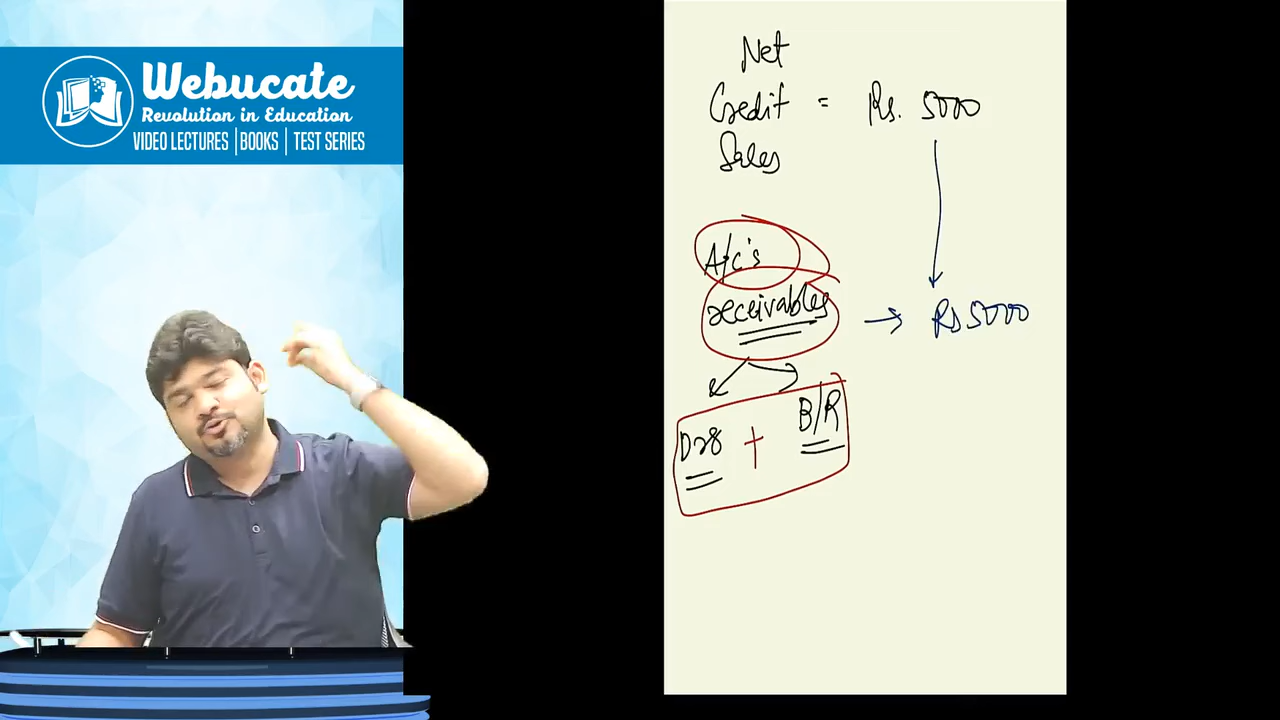 Webucate
Revolution in Education
VIDEO LECTURES | BOOKS | TEST SERIES
Net
Credit = Rs. 5000
Sales
A/c's
receivables → Rs 5000
Drs + B/R